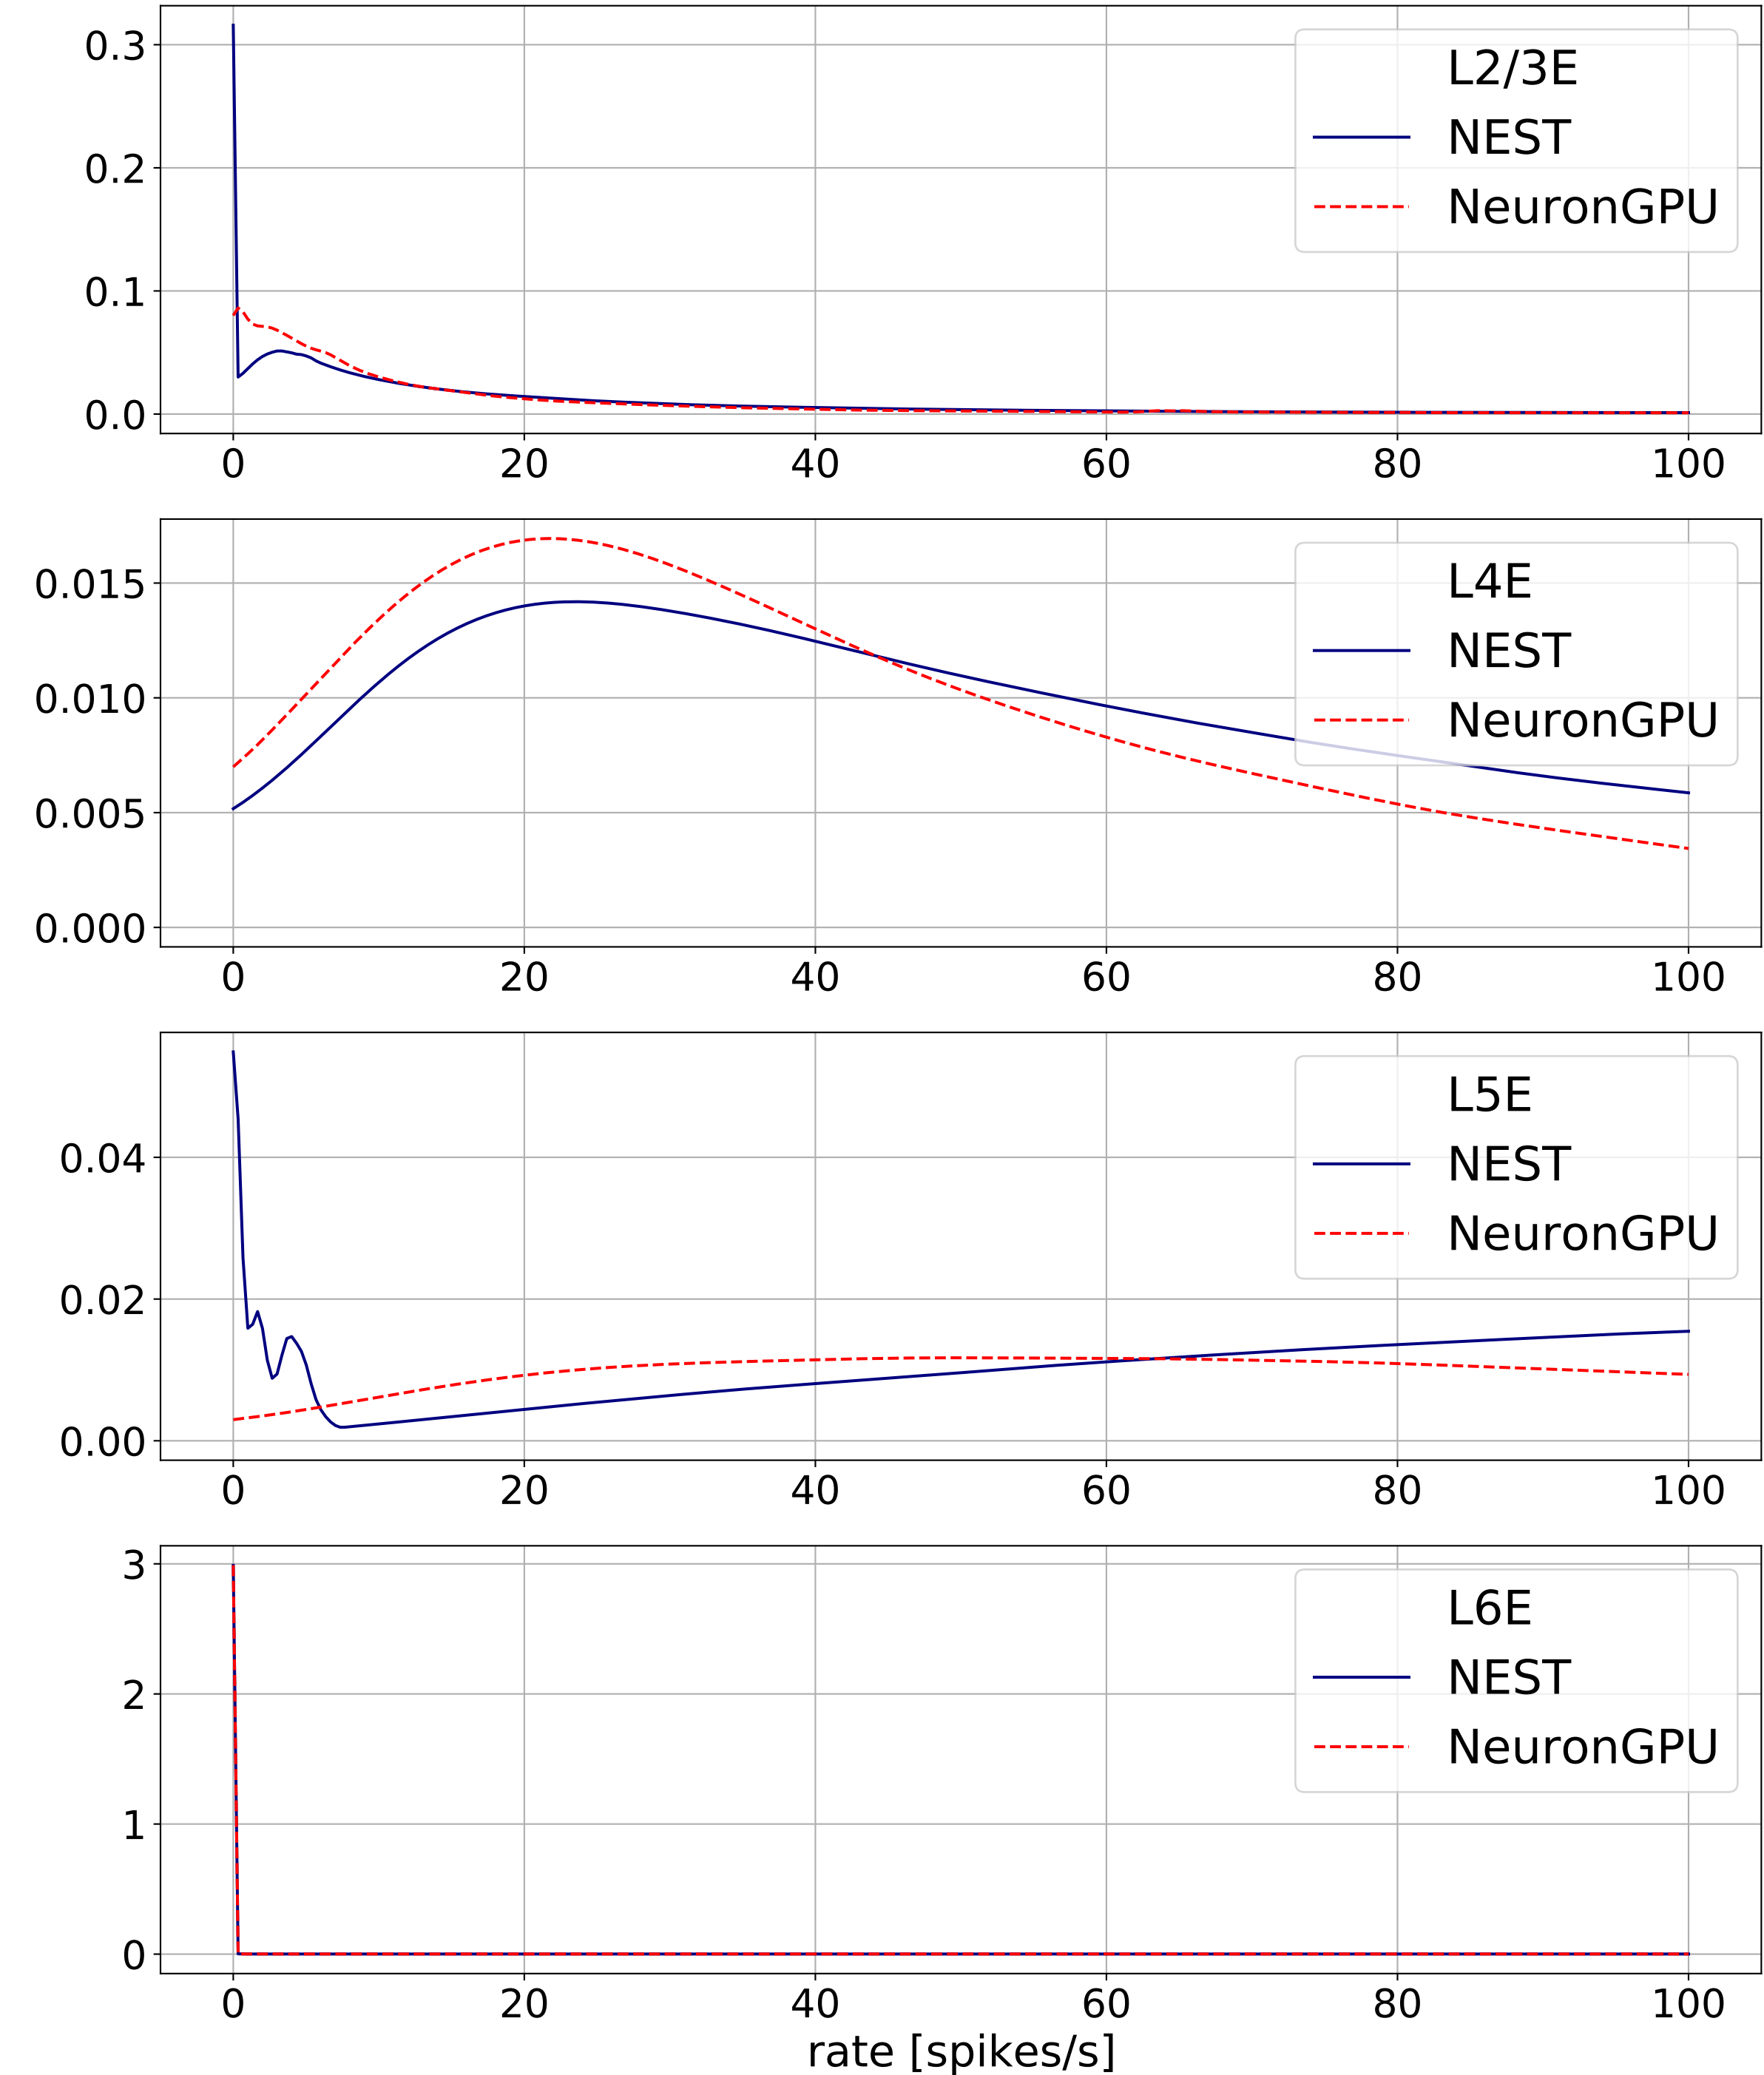 0.3
0.2
0.1
0.0
L2/3E
NEST
NeuronGPU
0 20 40 60 80 100
0.015
0.010
0.005
0.000
L4E
NEST
NeuronGPU
0 20 40 60 80 100
0.04
0.02
0.00
L5E
NEST
NeuronGPU
0 20 40 60 80 100
3
2
1
0
L6E
NEST
NeuronGPU
0 20 40 60 80 100
rate [spikes/s]